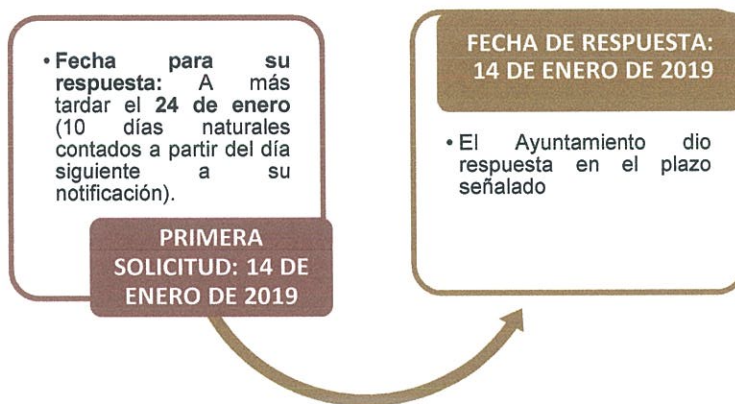 • Fecha para su
respuesta: A más
tardar el 24 de enero
(10 días naturales
contados a partir del día
siguiente a su
notificación).
PRIMERA
SOLICITUD: 14 DE
ENERO DE 2019
FECHA DE RESPUESTA:
14 DE ENERO DE 2019
• El Ayuntamiento dio
respuesta en el plazo
señalado